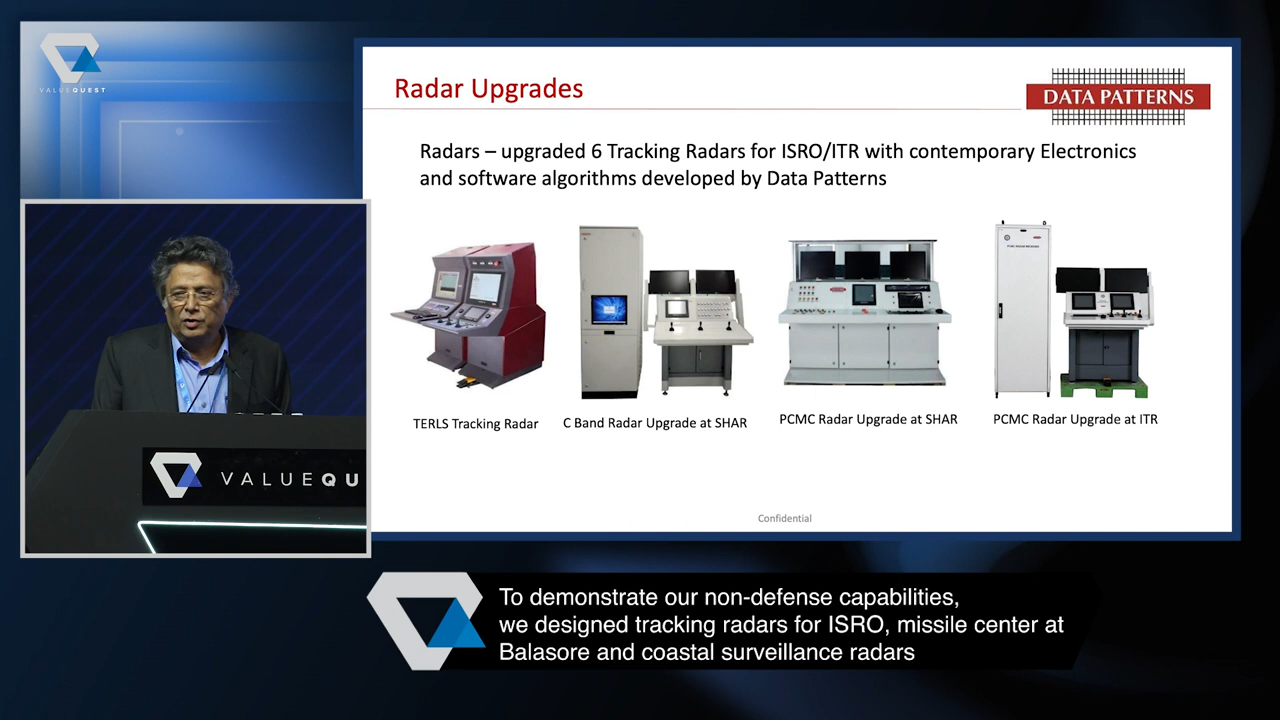 VALUEQUEST
Radar Upgrades
DATA PATTERNS
Radars – upgraded 6 Tracking Radars for ISRO/ITR with contemporary Electronics
and software algorithms developed by Data Patterns
TERLS Tracking Radar
C Band Radar Upgrade at SHAR
PCMC Radar Upgrade at SHAR
PCMC Radar Upgrade at ITR
Confidential
VALUEQU
To demonstrate our non-defense capabilities,
we designed tracking radars for ISRO, missile center at
Balasore and coastal surveillance radars